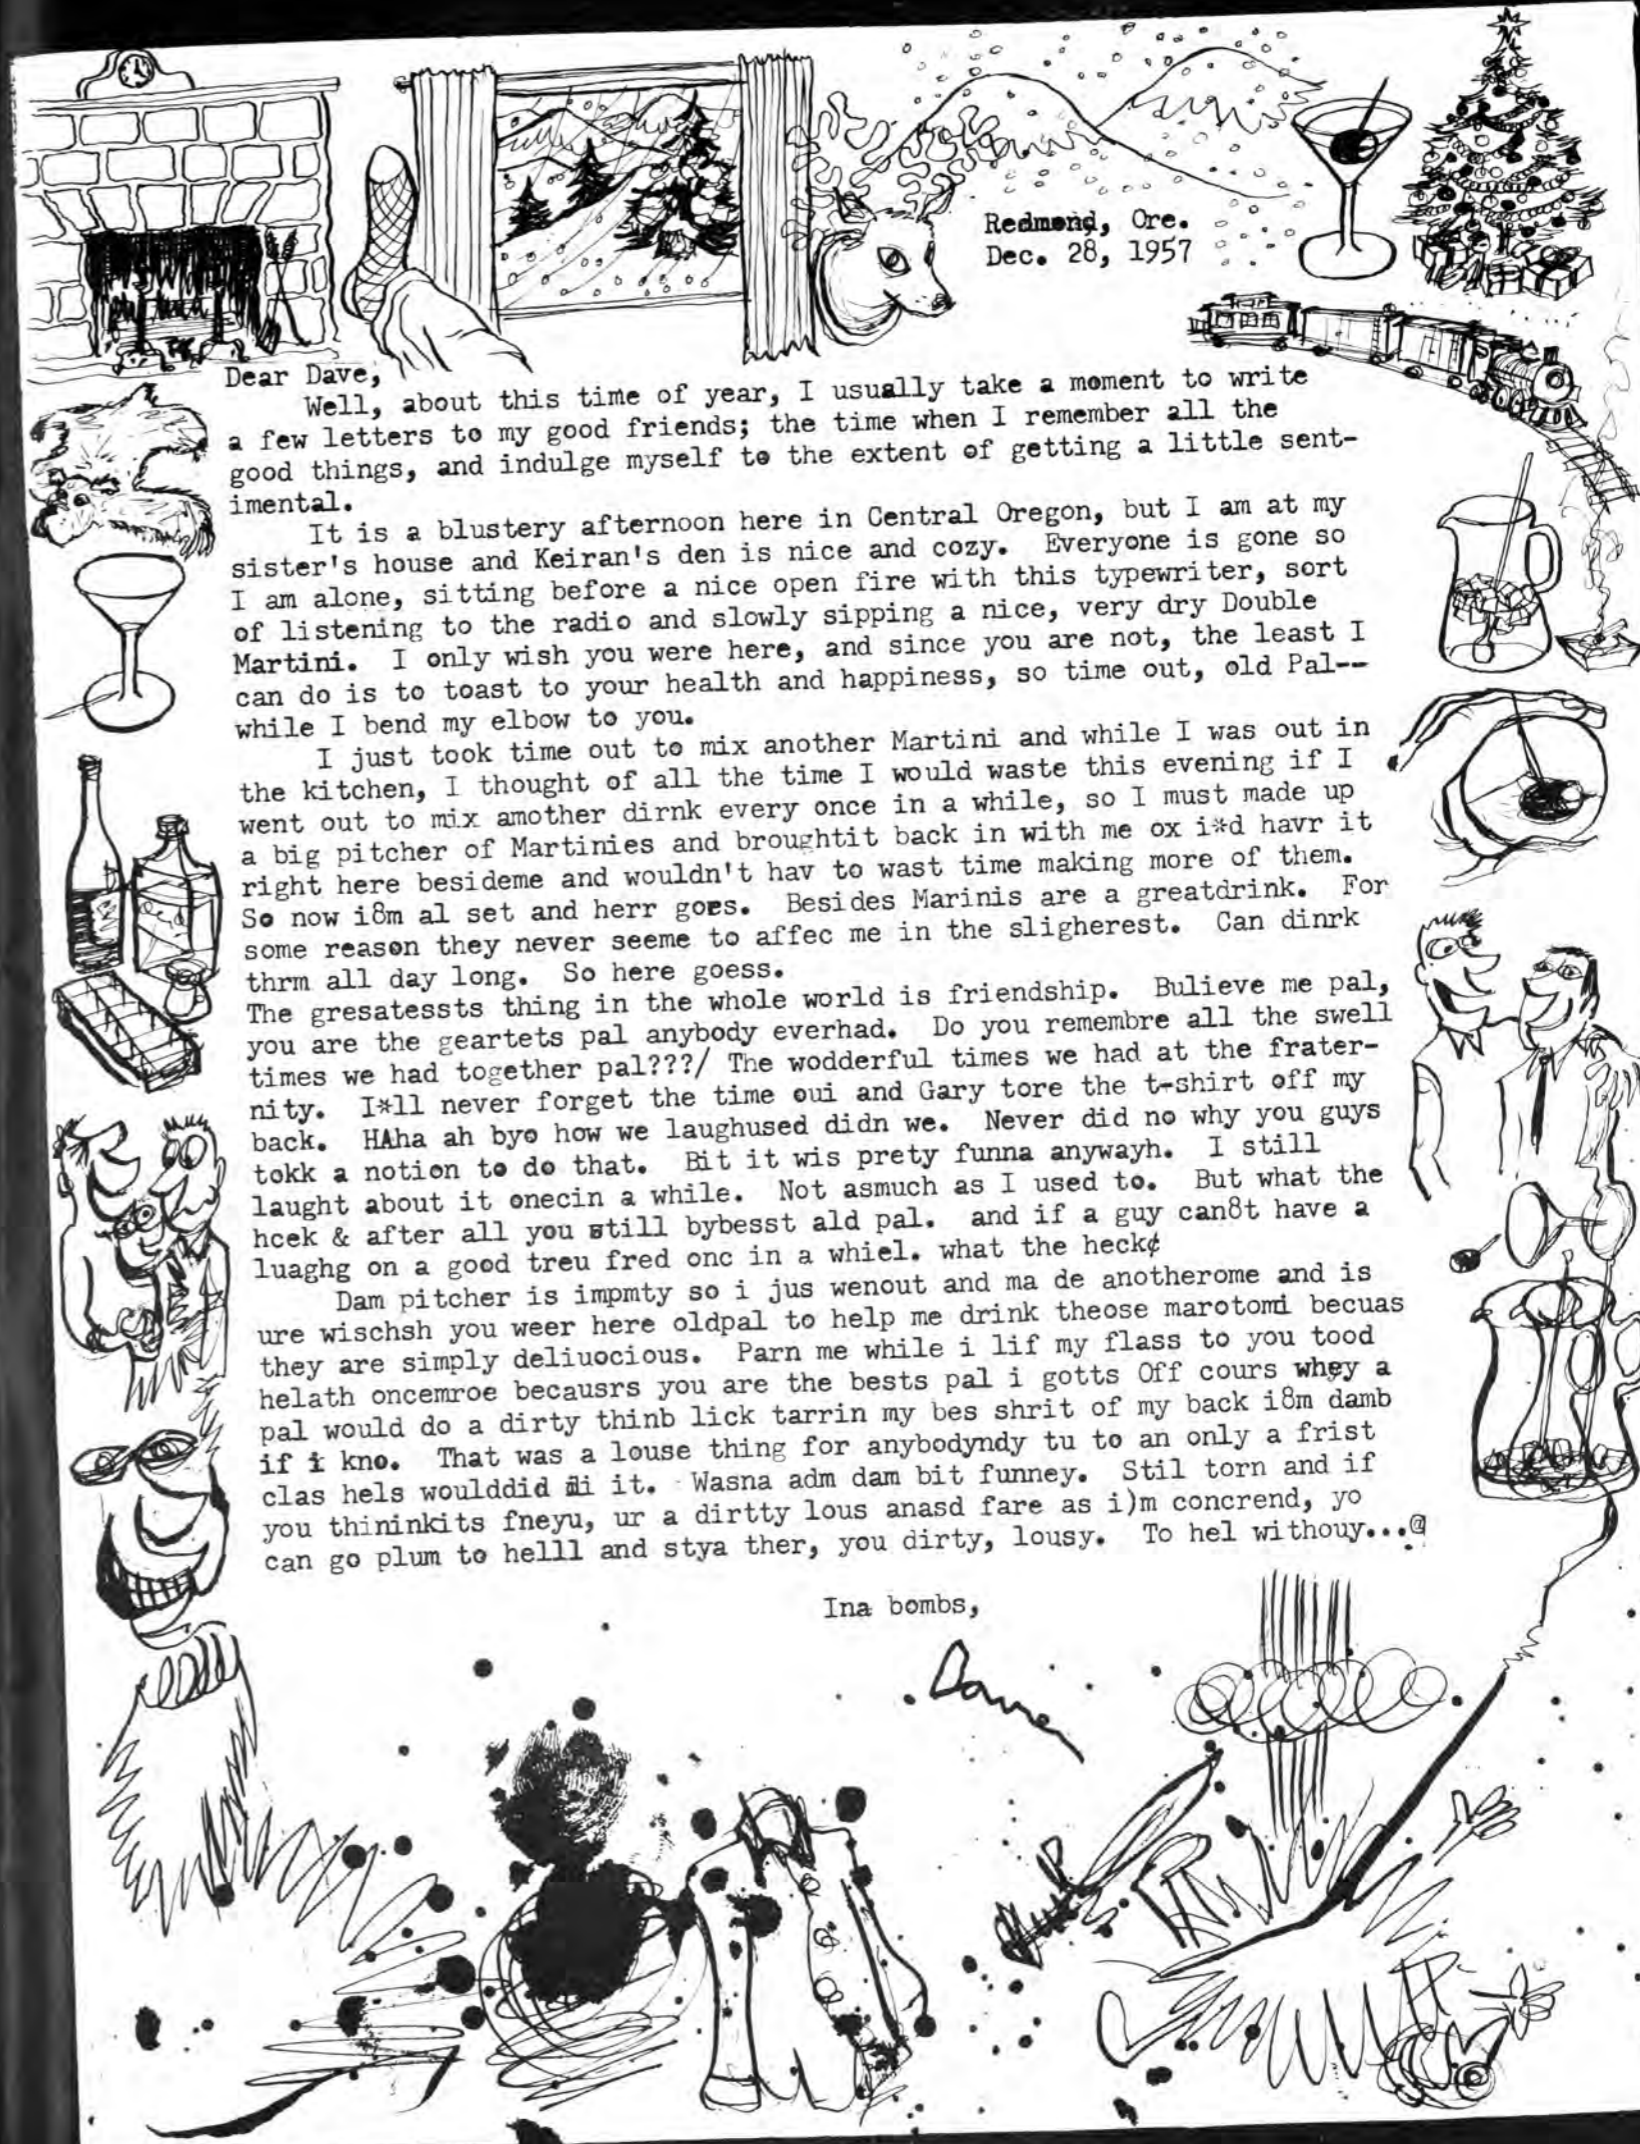 Redmond, Ore.
Dec. 28, 1957
Dear Dave,
Well, about this time of year, I usually take a moment to write
a few letters to my good friends; the time when I remember all the
good things, and indulge myself to the extent of getting a little sent-
imental.
It is a blustery afternoon here in Central Oregon, but I am at my
sister's house and Keiran's den is nice and cozy. Everyone is gone so
I am alone, sitting before a nice open fire with this typewriter, sort
of listening to the radio and slowly sipping a nice, very dry Double
Martini. I only wish you were here, and since you are not, the least I
can do is to toast to your health and happiness, so time out, old Pal--
while I bend my elbow to you.
I just took time out to mix another Martini and while I was out in
the kitchen, I thought of all the time I would waste this evening if I
went out to mix amother dirnk every once in a while, so I must made up
a big pitcher of Martinies and broughtit back in with me ox i*d havr it
right here besideme and wouldn't hav to wast time making more of them.
So now i8m al set and herr goes. Besides Marinis are a greatdrink. For
some reason they never seeme to affec me in the sligherest. Can dinrk
thrm all day long. So here goess.
The gresatessts thing in the whole world is friendship. Bulieve me pal,
you are the geartets pal anybody everhad. Do you remembre all the swell
times we had together pal???/ The wodderful times we had at the frater-
nity. I*ll never forget the time oui and Gary tore the t-shirt off my
back. HAha ah byo how we laughused didn we. Never did no why you guys
tokk a notion to do that. Bit it wis prety funna anywayh. I still
laught about it onecin a while. Not asmuch as I used to. But what the
hcek & after all you still bybesst ald pal. and if a guy can8t have a
luaghg on a good treu fred onc in a whiel. what the heck¢
Dam pitcher is impmty so i jus wenout and ma de anotherome and is
ure wischsh you weer here oldpal to help me drink theose marotomi becuas
they are simply deliuocious. Parn me while i lif my flass to you tood
helath oncemroe becausrs you are the bests pal i gotts Off cours whey a
pal would do a dirty thinb lick tarrin my bes shrit of my back i8m damb
if i kno. That was a louse thing for anybodyndy tu to an only a frist
clas hels woulddid di it. Wasna adm dam bit funney. Stil torn and if
you thininkits fneyu, ur a dirtty lous anasd fare as i)m concrend, yo
can go plum to helll and stya ther, you dirty, lousy. To hel withouy...@
Ina bombs,